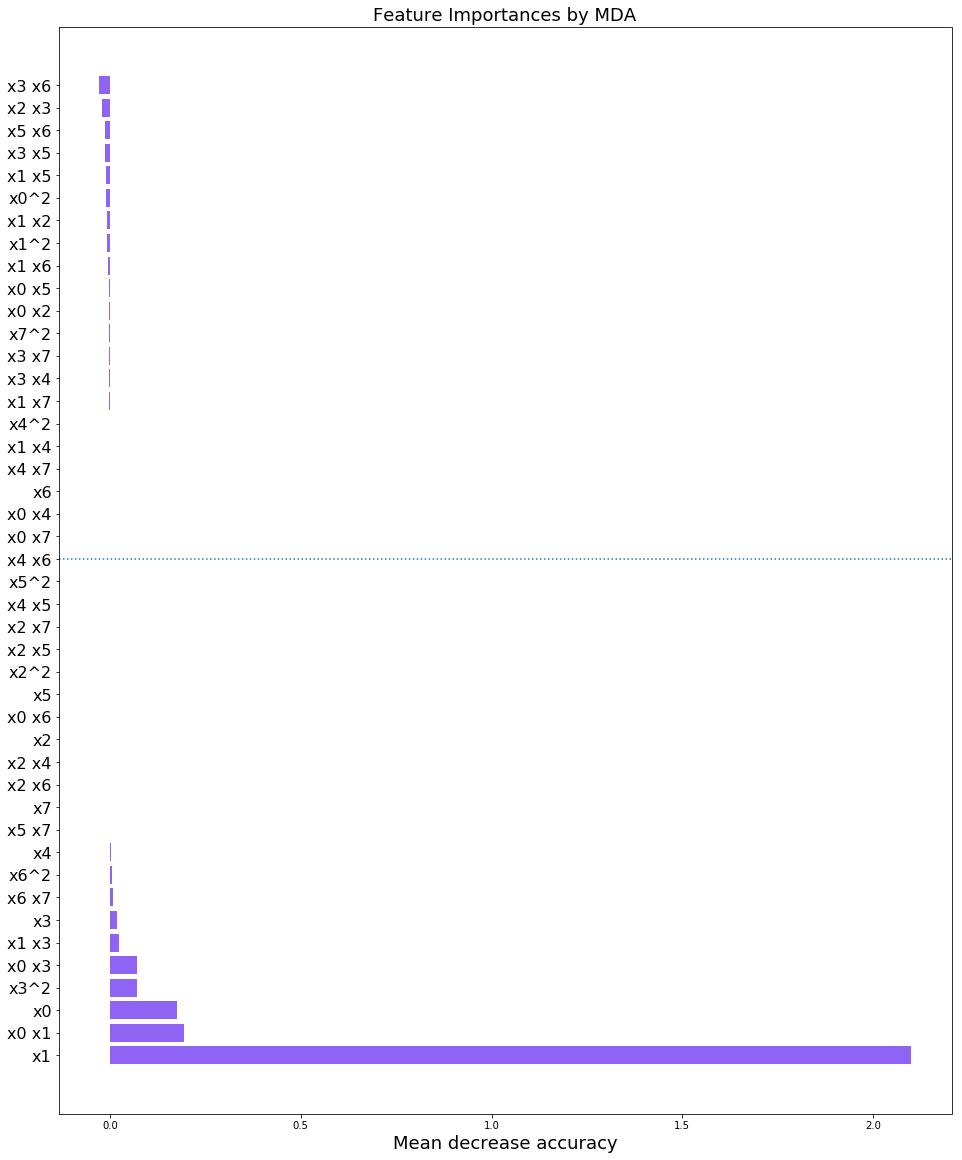 Feature Importances by MDA
x3 x6
x2 x3
x5 x6
x3 x5
x1 x5
x0^2
x1 x2
x1^2
x1 x6
x0 x5
x0 x2
x7^2
x3 x7
x3 x4
x1 x7
x4^2
x1 x4
x4 x7
x6
x0 x4
x0 x7
x4 x6
x5^2
x4 x5
x2 x7
x2 x5
x2^2
x5
x0 x6
x2
x2 x4
x2 x6
x7
x5 x7
x4
x6^2
x6 x7
x3
x1 x3
x0 x3
x3^2
x0
x0 x1
x1
0.0 0.5 1.0 1.5 2.0
Mean decrease accuracy